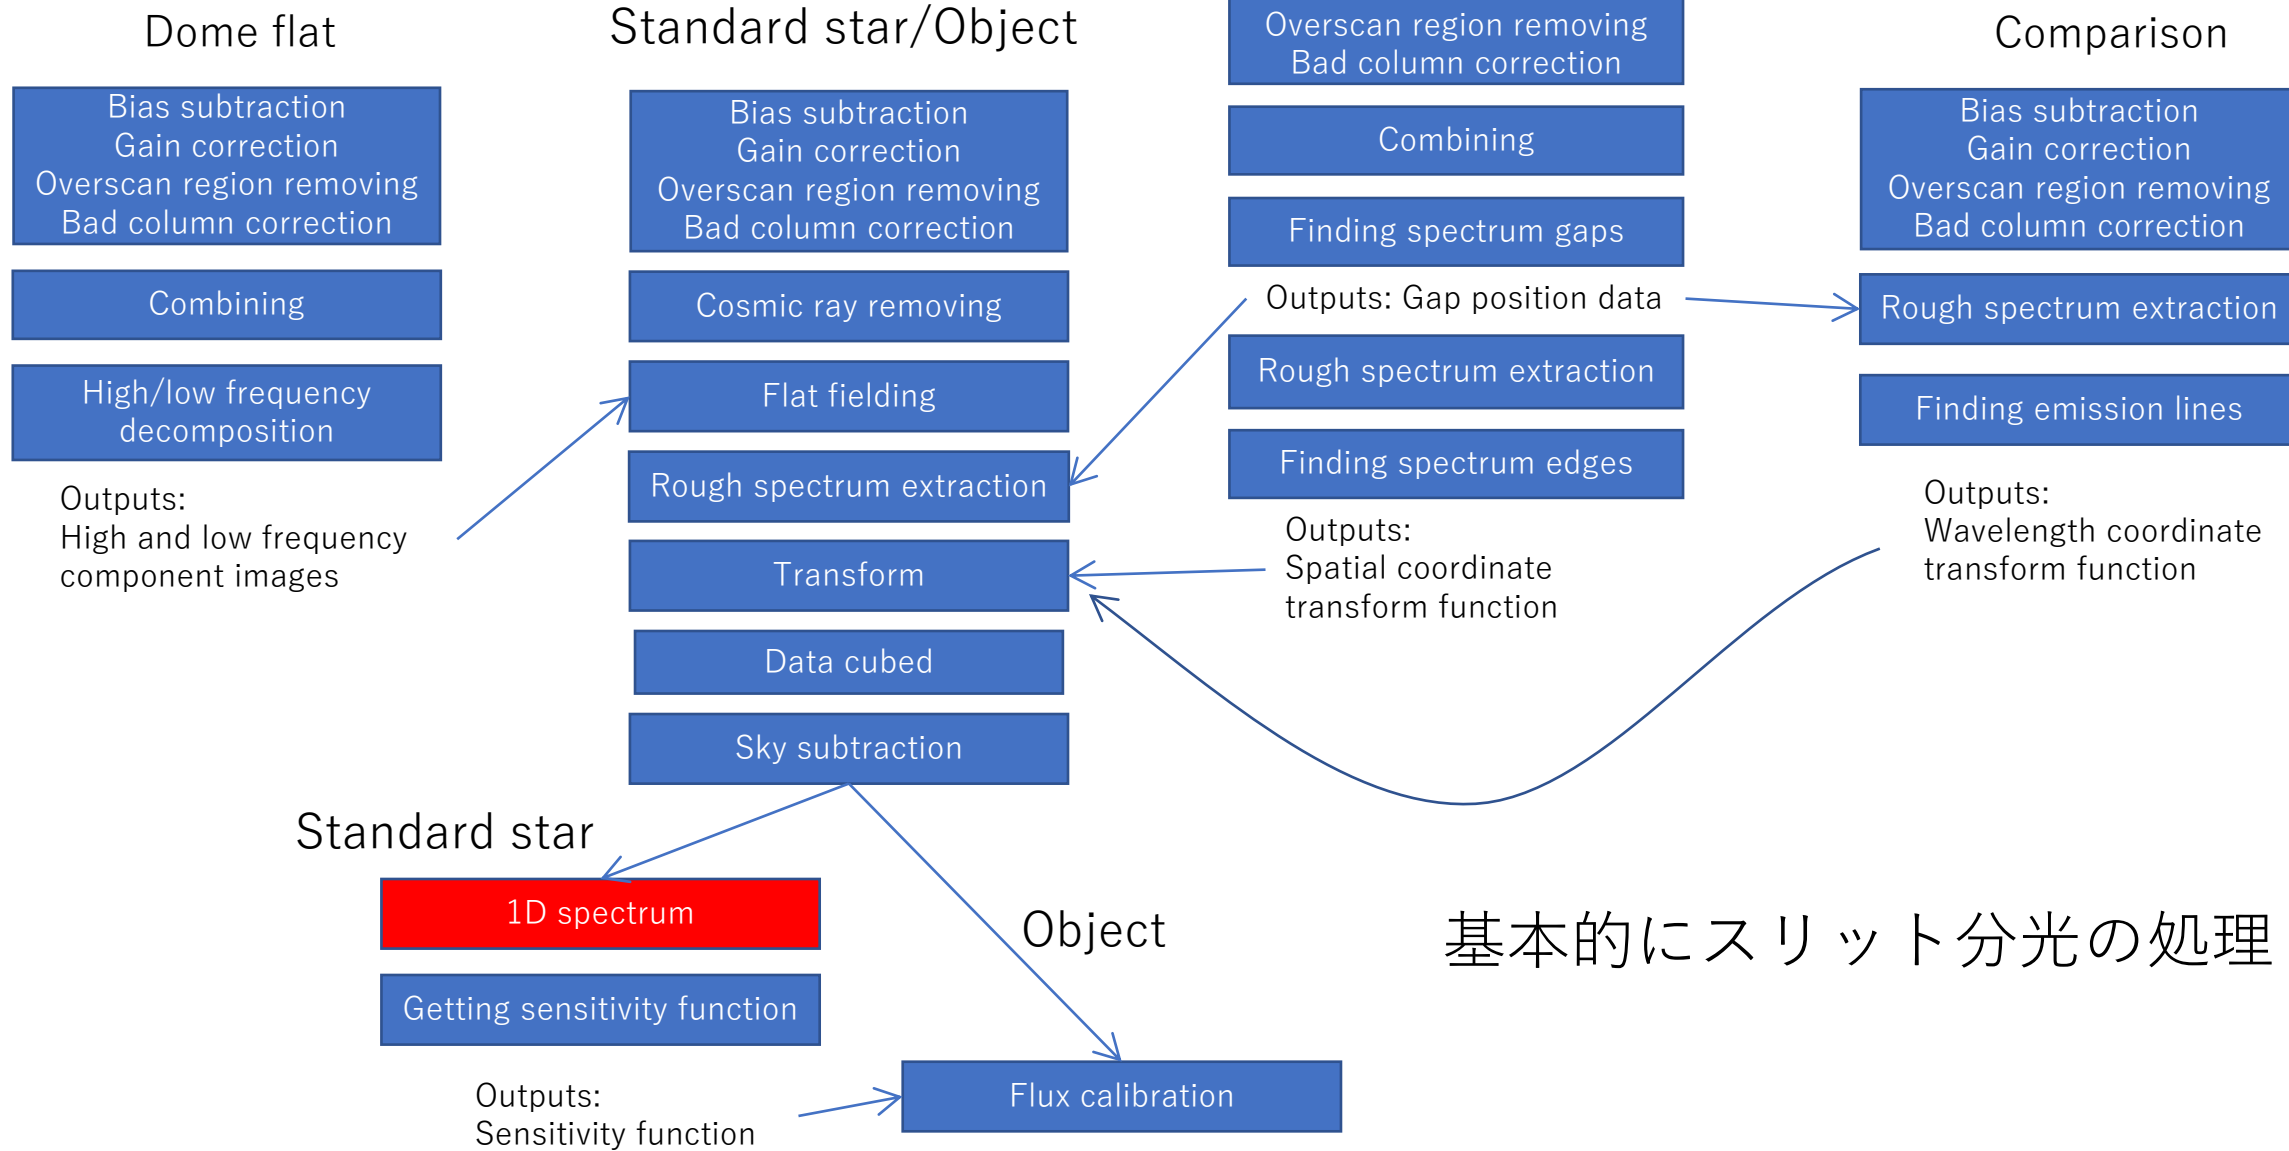 Dome flat
Bias subtraction
Gain correction
Overscan region removing
Bad column correction
Combining
High/low frequency
decomposition
Outputs:
High and low frequency
component images
Standard star/Object
Bias subtraction
Gain correction
Overscan region removing
Bad column correction
Cosmic ray removing
Flat fielding
Rough spectrum extraction
Transform
Data cubed
Sky subtraction
Overscan region removing
Bad column correction
Combining
Finding spectrum gaps
Outputs: Gap position data
Rough spectrum extraction
Finding spectrum edges
Outputs:
Spatial coordinate
transform function
Comparison
Bias subtraction
Gain correction
Overscan region removing
Bad column correction
Rough spectrum extraction
Finding emission lines
Outputs:
Wavelength coordinate
transform function
Standard star
1D spectrum
Getting sensitivity function
Outputs:
Sensitivity function
Object
Flux calibration
基本的にスリット分光の処理